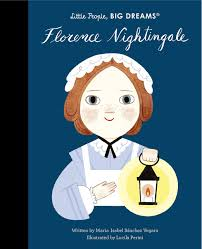 Little People, BIG DREAMS®
Florence Nightingale
Written by Maria Isabel Sánchez Vegara
Illustrated by Lucila Perini